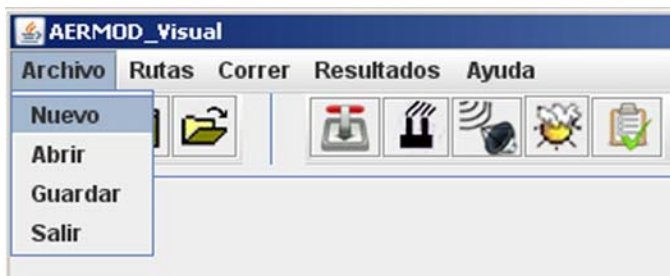 AERMOD_Visual
Archivo Rutas Correr Resultados Ayuda
Nuevo
Abrir
Guardar
Salir